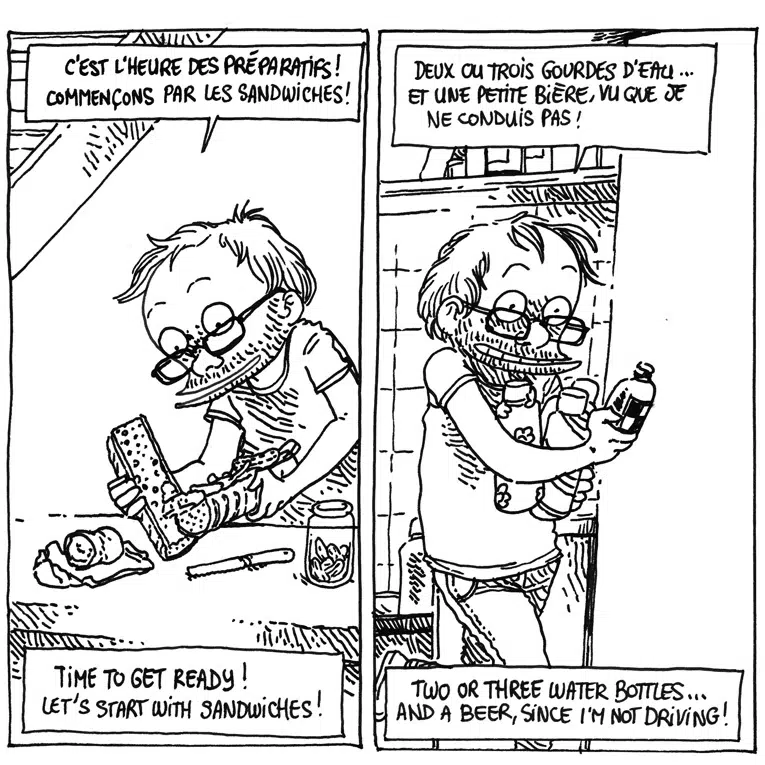 C'EST L'HEURE DES PRÉPARATIFS!
COMMENÇONS PAR LES SANDWICHES!
TIME TO GET READY!
LET'S START WITH SANDWICHES!
DEUX OU TROIS GOURDES D'EAU...
ET UNE PETITE BIÈRE, VU QUE JE
NE CONDUIS PAS!
TWO OR THREE WATER BOTTLES...
AND A BEER, SINCE I'M NOT DRIVING!